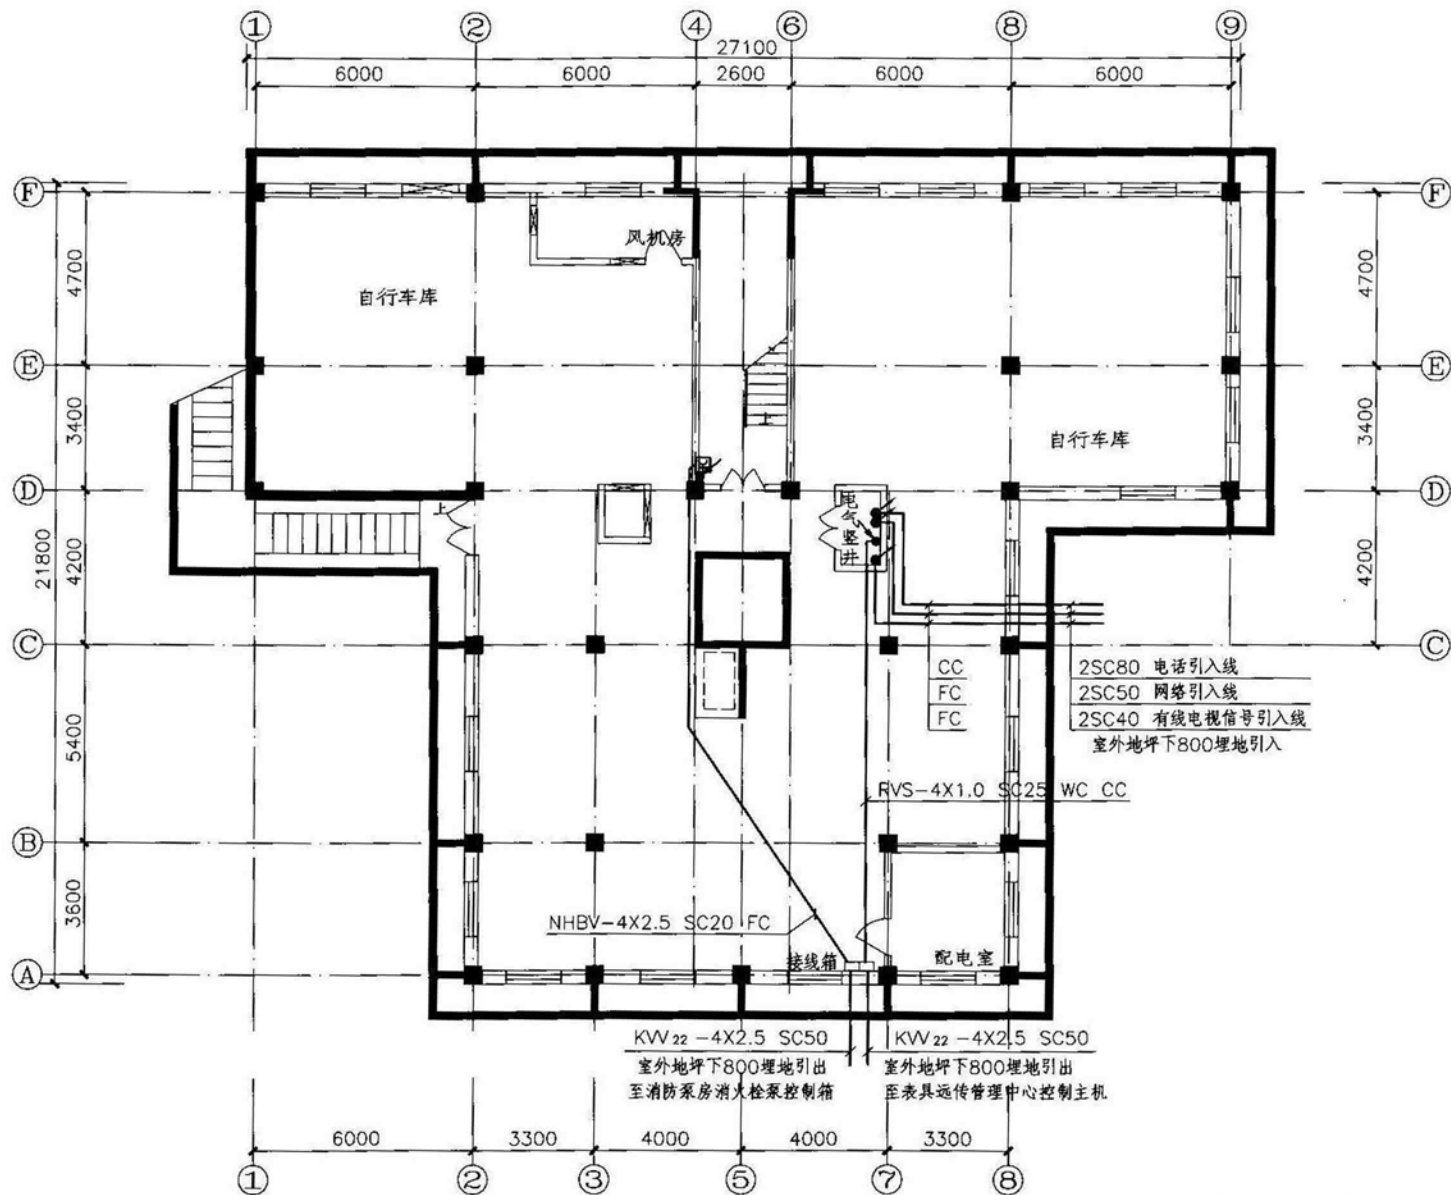 ① ② ④ ⑥ ⑧ ⑨
27100
6000 6000 2600 6000 6000
Ⓕ Ⓕ
风机房
4700 4700
自行车库
Ⓔ Ⓔ
3400 3400
上
自行车库
Ⓓ Ⓓ
上
电气竖井
21800
4200 4200
Ⓒ Ⓒ
CC 2SC80 电话引入线
FC 2SC50 网络引入线
FC 2SC40 有线电视信号引入线
室外地坪下800埋地引入
5400
RVS-4X1.0 SC25 WC CC
Ⓑ
3600
NHBV-4X2.5 SC20 FC
接线箱 配电室
Ⓐ
KVV22-4X2.5 SC50 KVV22-4X2.5 SC50
室外地坪下800埋地引出 室外地坪下800埋地引出
至消防泵房消火栓泵控制箱 至表具远传管理中心控制主机
6000 3300 4000 4000 3300
① ② ③ ⑤ ⑦ ⑧